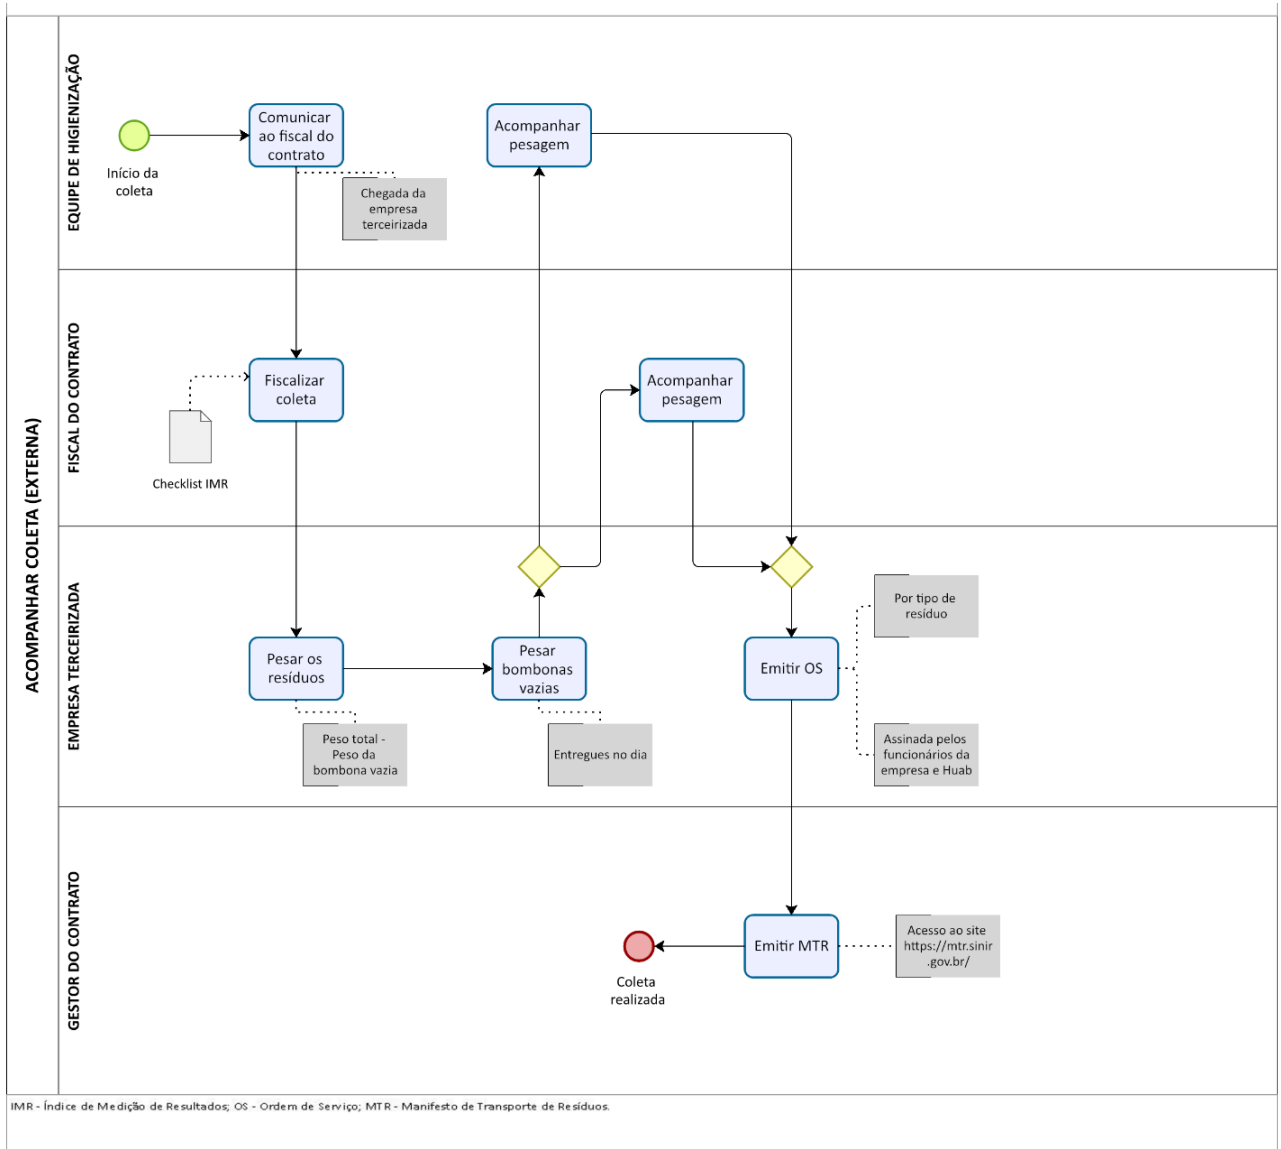 ACOMPANHAR COLETA (EXTERNA)
EQUIPE DE HIGIENIZAÇÃO
Início da
coleta
Comunicar
ao fiscal do
contrato
Chegada da
empresa
terceirizada
Acompanhar
pesagem
FISCAL DO CONTRATO
Fiscalizar
coleta
Checklist IMR
Acompanhar
pesagem
EMPRESA TERCEIRIZADA
Pesar os
resíduos
Peso total -
Peso da
bombona vazia
Pesar
bombonas
vazias
Entregues no dia
Emitir OS
Por tipo de
resíduo
Assinada pelos
funcionários da
empresa e Huab
GESTOR DO CONTRATO
Coleta
realizada
Emitir MTR
Acesso ao site
https://mtr.sinir
.gov.br/
IMR - Índice de Medição de Resultados; OS - Ordem de Serviço; MTR - Manifesto de Transporte de Resíduos.